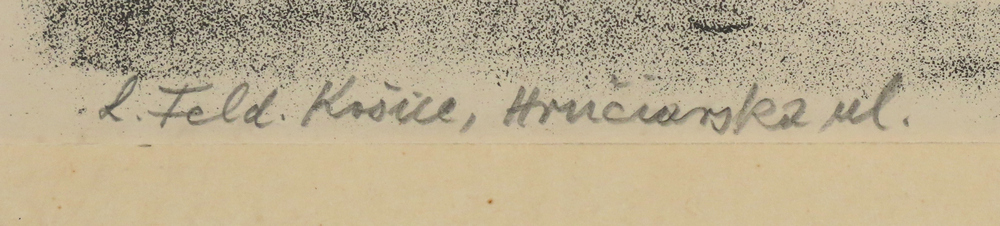 L. Feld. Košice, Hrnčiarska ul.